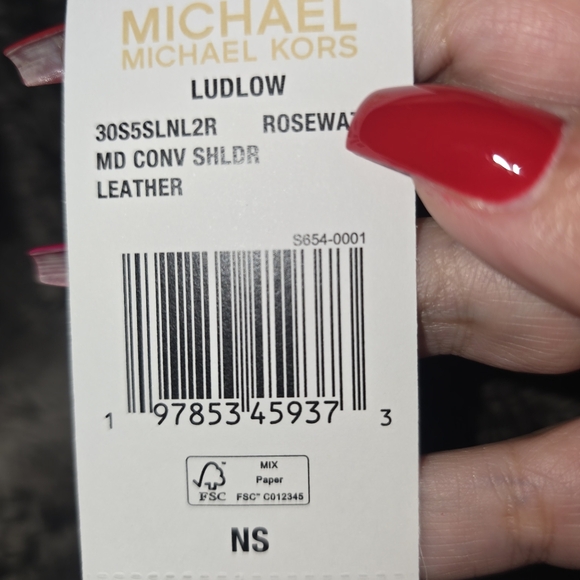 MICHAEL
MICHAEL KORS
LUDLOW
30S5SLNL2R
MD CONV SHLDR
LEATHER
S654-0001
1 97853 45937 3
MIX
Paper
FSC™ C012345
FSC
NS